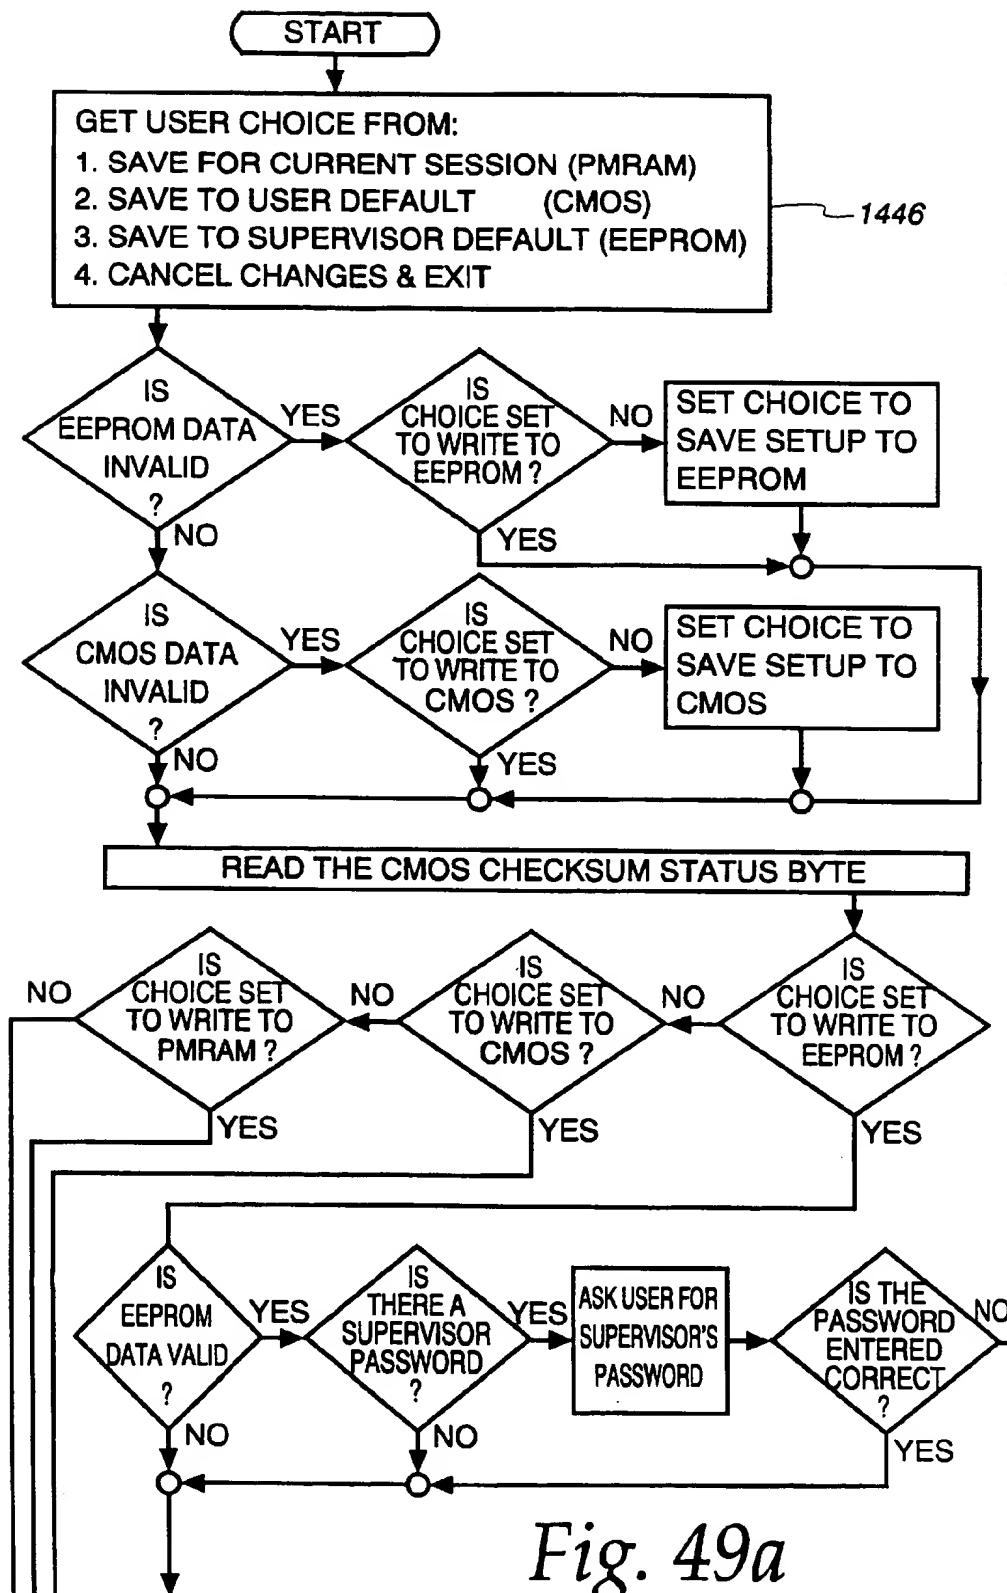 START
GET USER CHOICE FROM:
1. SAVE FOR CURRENT SESSION (PMRAM)
2. SAVE TO USER DEFAULT (CMOS)
3. SAVE TO SUPERVISOR DEFAULT (EEPROM)
4. CANCEL CHANGES & EXIT
1446
IS
EEPROM DATA
INVALID
?
YES
NO
IS
CHOICE SET
TO WRITE TO
EEPROM ?
NO
YES
SET CHOICE TO
SAVE SETUP TO
EEPROM
IS
CMOS DATA
INVALID
?
YES
NO
IS
CHOICE SET
TO WRITE TO
CMOS ?
NO
YES
SET CHOICE TO
SAVE SETUP TO
CMOS
READ THE CMOS CHECKSUM STATUS BYTE
NO
IS
CHOICE SET
TO WRITE TO
PMRAM ?
YES
NO
IS
CHOICE SET
TO WRITE TO
CMOS ?
YES
NO
IS
CHOICE SET
TO WRITE TO
EEPROM ?
YES
IS
EEPROM
DATA VALID
?
YES
NO
IS
THERE A
SUPERVISOR
PASSWORD
?
YES
NO
ASK USER FOR
SUPERVISOR'S
PASSWORD
IS THE
PASSWORD
ENTERED
CORRECT
?
NO
YES
Fig. 49a